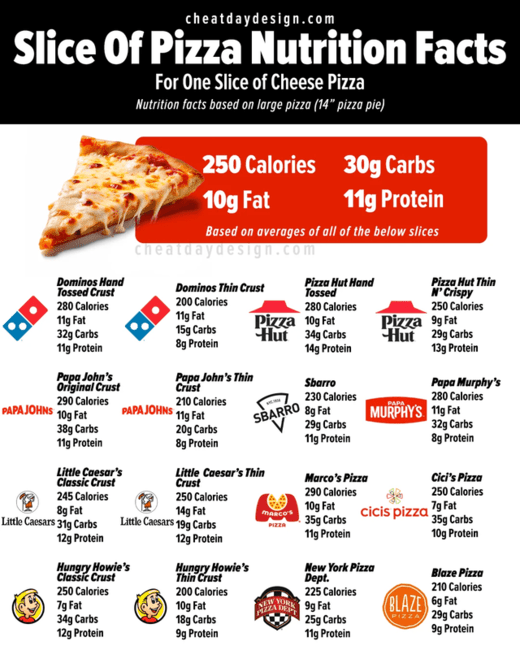 cheatdaydesign.com
Slice Of Pizza Nutrition Facts
For One Slice of Cheese Pizza
Nutrition facts based on large pizza (14" pizza pie)
250 Calories 30g Carbs
10g Fat 11g Protein
Based on averages of all of the below slices
cheatdaydesign.com
Dominos Hand
Tossed Crust
280 Calories
11g Fat
32g Carbs
11g Protein
Dominos Thin Crust
200 Calories
11g Fat
15g Carbs
8g Protein
Pizza
Hut
Pizza Hut Hand
Tossed
280 Calories
10g Fat
34g Carbs
14g Protein
Pizza
Hut
Pizza Hut Thin
N' Crispy
250 Calories
9g Fat
29g Carbs
13g Protein
PAPA JOHNS
Papa John's
Original Crust
290 Calories
10g Fat
38g Carbs
11g Protein
PAPA JOHNS
Papa John's Thin
Crust
210 Calories
11g Fat
20g Carbs
8g Protein
SBARRO
Sbarro
230 Calories
8g Fat
29g Carbs
11g Protein
PAPA
MURPHY'S
Papa Murphy's
280 Calories
11g Fat
32g Carbs
8g Protein
Little Caesars
Little Caesar's
Classic Crust
245 Calories
8g Fat
31g Carbs
12g Protein
Little Caesars
Little Caesar's Thin
Crust
250 Calories
14g Fat
19g Carbs
12g Protein
MARCO'S
PIZZA
Marco's Pizza
290 Calories
10g Fat
35g Carbs
11g Protein
cicis pizza
Cici's Pizza
250 Calories
7g Fat
35g Carbs
10g Protein
Hungry Howie's
Classic Crust
250 Calories
7g Fat
34g Carbs
12g Protein
Hungry Howie's
Thin Crust
200 Calories
10g Fat
18g Carbs
9g Protein
NEW YORK
PIZZA DEPT
New York Pizza
Dept.
225 Calories
9g Fat
25g Carbs
11g Protein
BLAZE
PIZZA
Blaze Pizza
210 Calories
6g Fat
29g Carbs
9g Protein